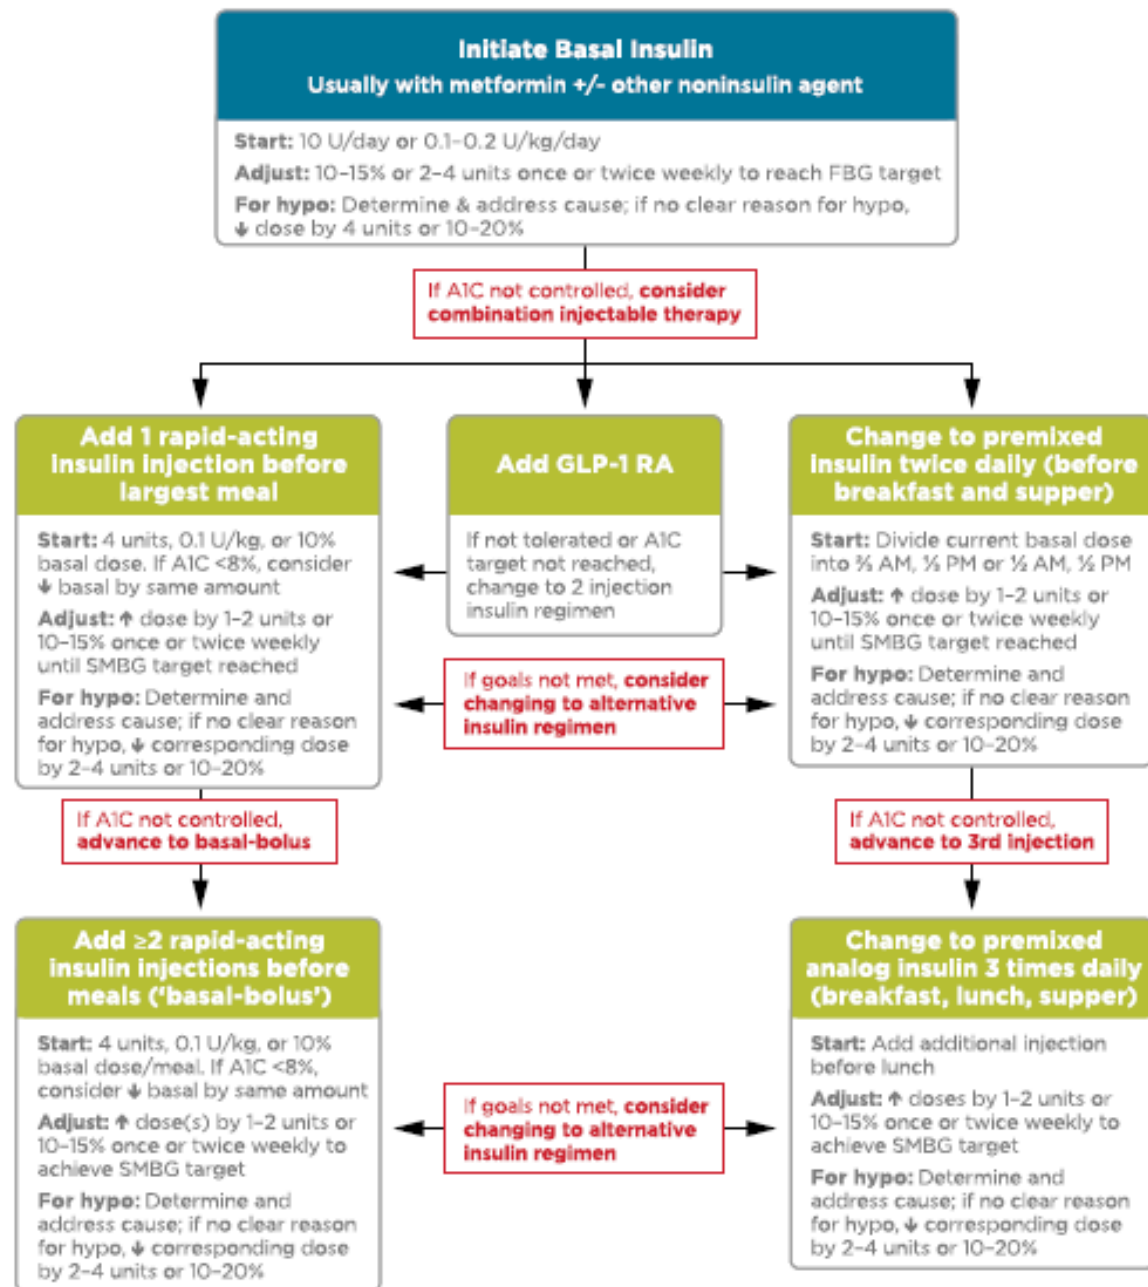 Initiate Basal Insulin
Usually with metformin +/- other noninsulin agent
Start: 10 U/day or 0.1–0.2 U/kg/day
Adjust: 10–15% or 2–4 units once or twice weekly to reach FBG target
For hypo: Determine & address cause; if no clear reason for hypo,
↓ dose by 4 units or 10–20%
If A1C not controlled, consider
combination injectable therapy
Add 1 rapid-acting
insulin injection before
largest meal
Start: 4 units, 0.1 U/kg, or 10%
basal dose. If A1C <8%, consider
↓ basal by same amount
Adjust: ↑ dose by 1–2 units or
10–15% once or twice weekly
until SMBG target reached
For hypo: Determine and
address cause; if no clear reason
for hypo, ↓ corresponding dose
by 2–4 units or 10–20%
Add GLP-1 RA
If not tolerated or A1C
target not reached,
change to 2 injection
insulin regimen
Change to premixed
insulin twice daily (before
breakfast and supper)
Start: Divide current basal dose
into ⅔ AM, ⅓ PM or ½ AM, ½ PM
Adjust: ↑ dose by 1–2 units or
10–15% once or twice weekly
until SMBG target reached
For hypo: Determine and
address cause; if no clear reason
for hypo, ↓ corresponding dose
by 2–4 units or 10–20%
If goals not met, consider
changing to alternative
insulin regimen
If A1C not controlled,
advance to basal-bolus
If A1C not controlled,
advance to 3rd injection
Add ≥2 rapid-acting
insulin injections before
meals (‘basal-bolus’)
Start: 4 units, 0.1 U/kg, or 10%
basal dose/meal. If A1C <8%,
consider ↓ basal by same amount
Adjust: ↑ dose(s) by 1–2 units or
10–15% once or twice weekly to
achieve SMBG target
For hypo: Determine and
address cause; if no clear reason
for hypo, ↓ corresponding dose
by 2–4 units or 10–20%
If goals not met, consider
changing to alternative
insulin regimen
Change to premixed
analog insulin 3 times daily
(breakfast, lunch, supper)
Start: Add additional injection
before lunch
Adjust: ↑ doses by 1–2 units or
10–15% once or twice weekly to
achieve SMBG target
For hypo: Determine and
address cause; if no clear reason
for hypo, ↓ corresponding dose
by 2–4 units or 10–20%